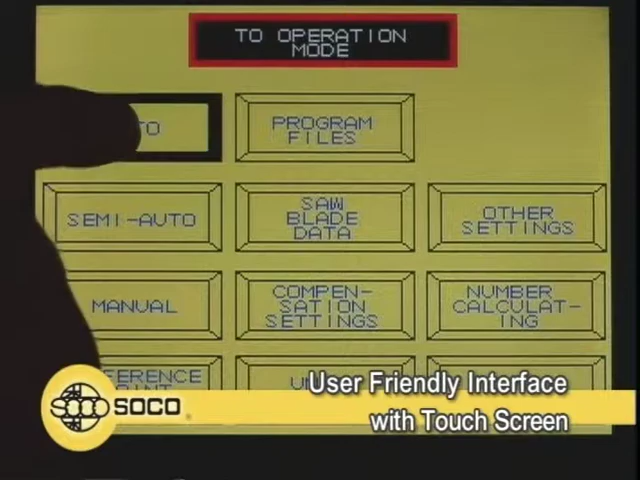 TO OPERATION
MODE
PROGRAM
FILES
SEMI-AUTO
SAW
BLADE
DATA
OTHER
SETTINGS
MANUAL
COMPEN-
SATION
SETTINGS
NUMBER
CALCULAT-
ING
User Friendly Interface
with Touch Screen
SOCO
SOCO